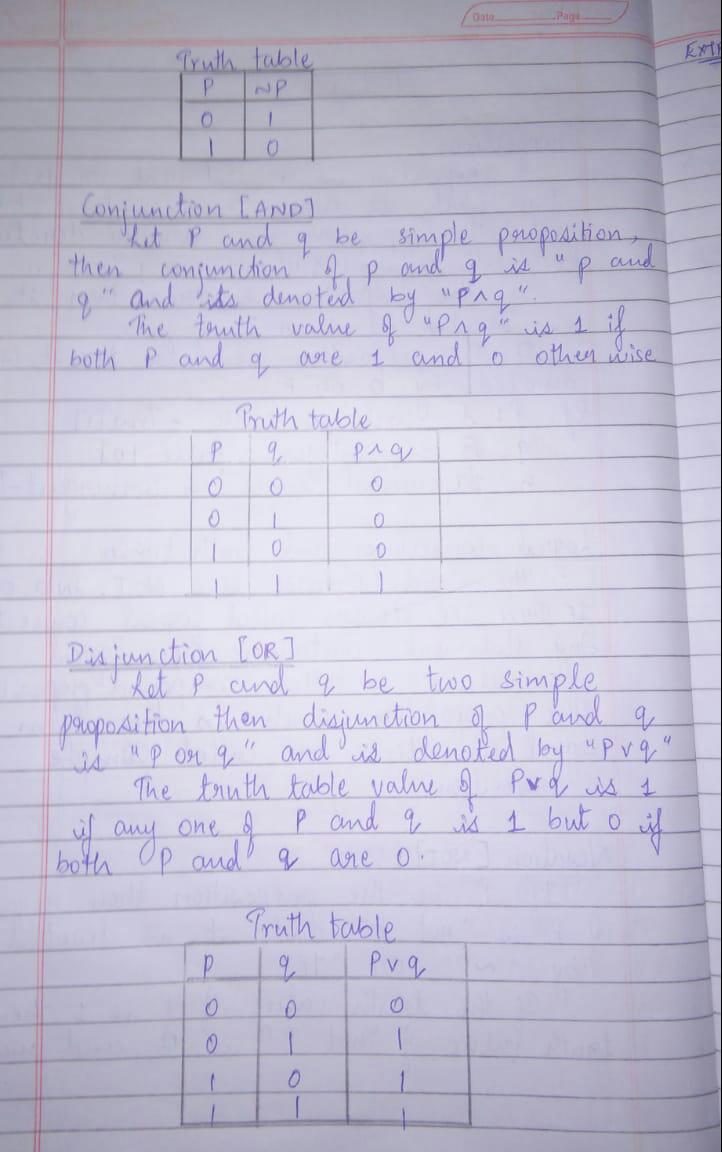 Date Page
Extr
Truth table
P ~P
0 1
1 0
Conjunction [AND]
Let P and q be simple proposition,
then conjunction of p and q is "p and
q" and its denoted by "P∧q".
The truth value of "P∧q" is 1 if
both P and q are 1 and 0 other wise
Truth table
P q P∧q
0 0 0
0 1 0
1 0 0
1 1 1
Disjunction [OR]
Let P and q be two simple
proposition then disjunction of P and q
is "P or q" and is denoted by "P∨q"
The truth table value of P∨q is 1
if any one of P and q is 1 but 0 if
both P and q are 0.
Truth table
P q P∨q
0 0 0
0 1 1
1 0 1
1 1 1